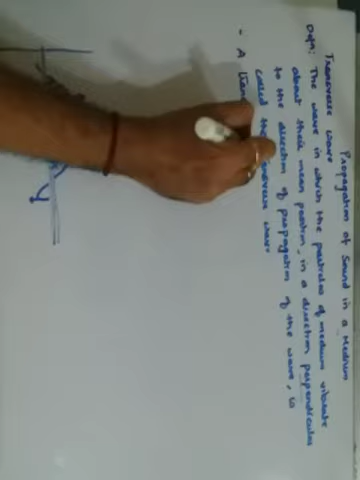 Propagation of Sound in a Medium
Transverse wave
Defn: The wave in which the particles of medium vibrate
about their mean position, in a direction perpendicular
to the direction of propagation of the wave, is
called transverse wave
- A